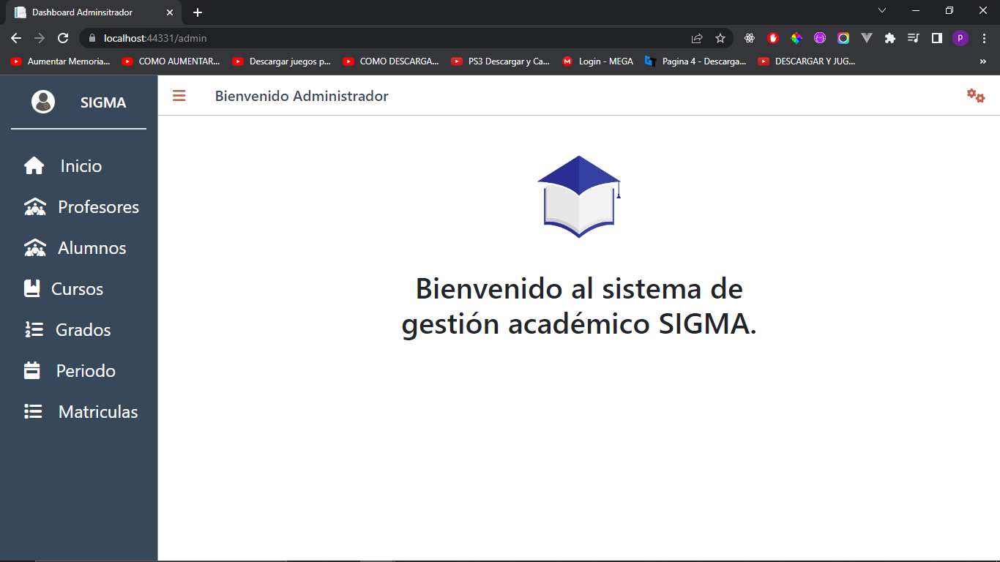 Dashboard Adminsitrador
localhost:44331/admin
p
Aumentar Memoria...
COMO AUMENTAR...
Descargar juegos p...
COMO DESCARGA...
PS3 Descargar y Ca...
Login - MEGA
Pagina 4 - Descarga...
DESCARGAR Y JUG...
»
SIGMA
Bienvenido Administrador
Inicio
Profesores
Alumnos
Cursos
Grados
Periodo
Matriculas
Bienvenido al sistema de
gestión académico SIGMA.